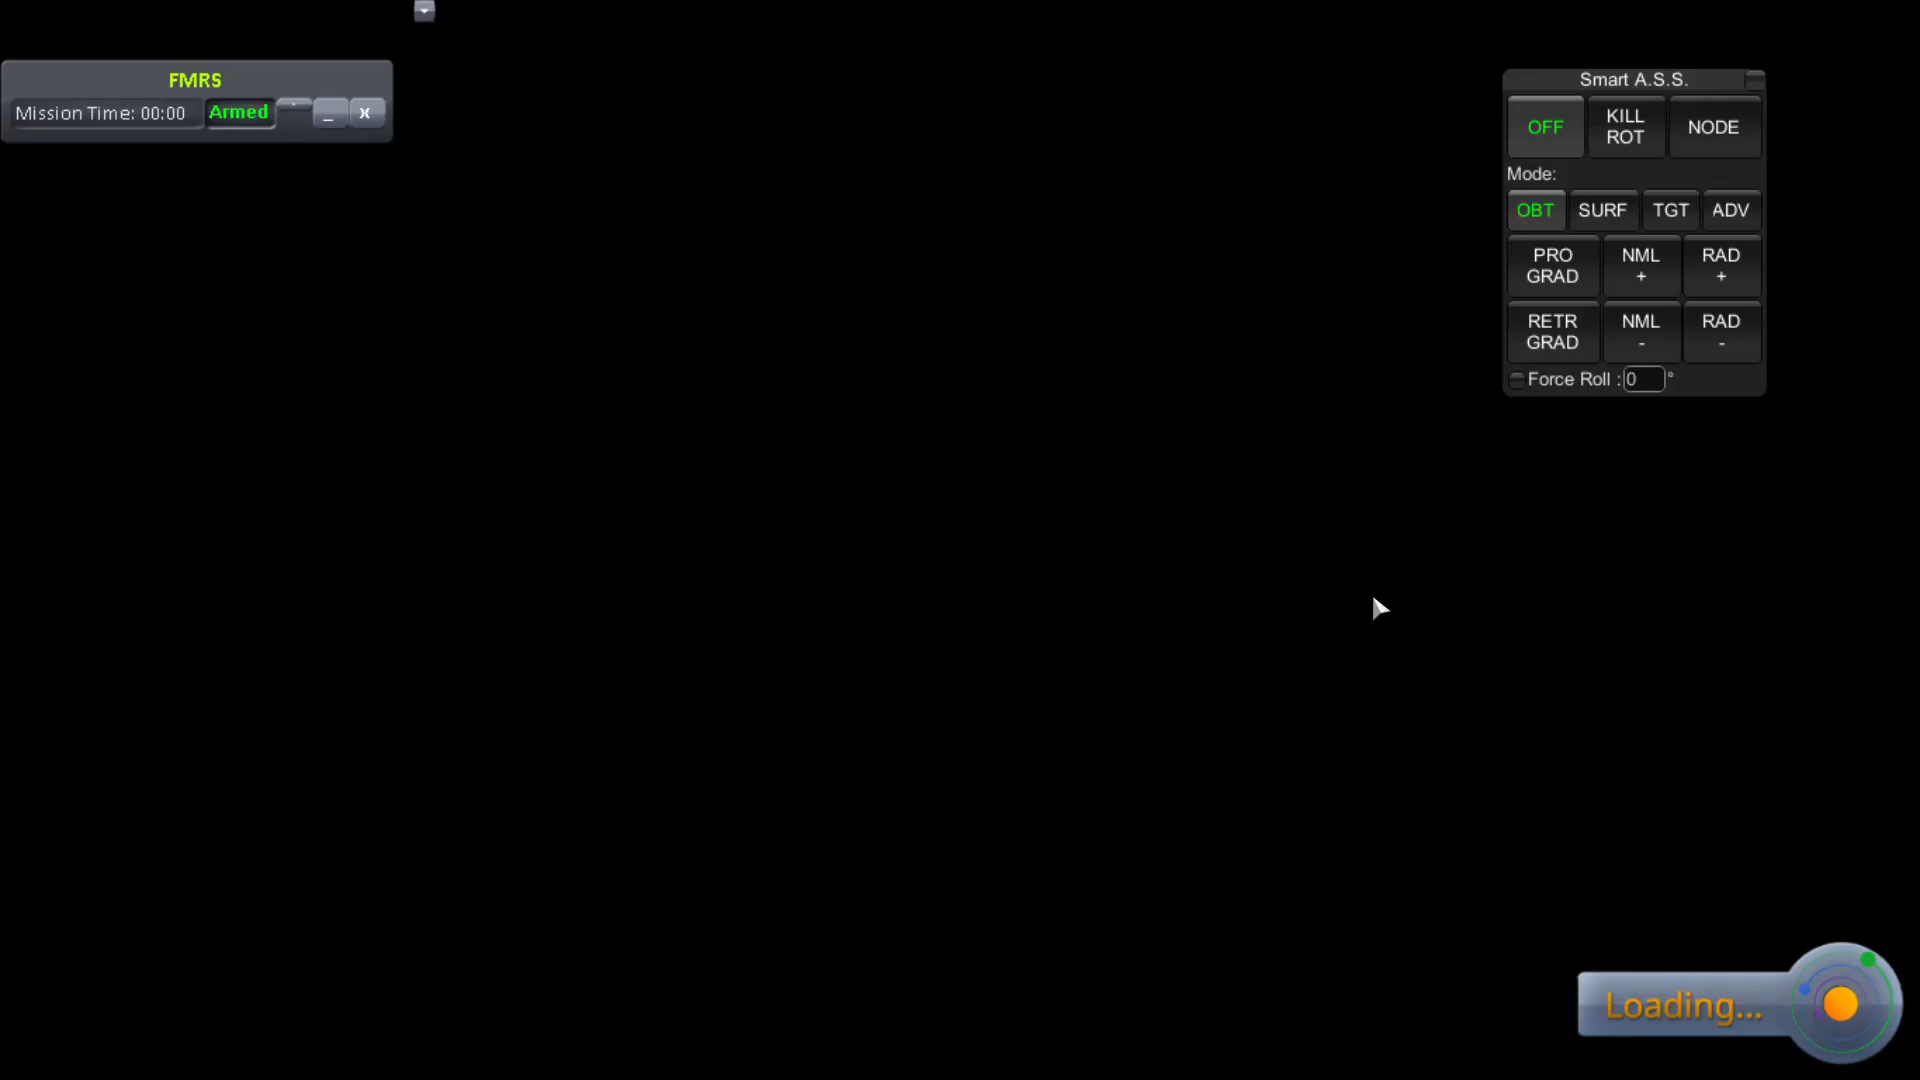 FMRS
Mission Time: 00:00 Armed _ x
Smart A.S.S.
OFF KILL ROT NODE
Mode:
OBT SURF TGT ADV
PRO GRAD NML + RAD +
RETR GRAD NML - RAD -
Force Roll : 0 °
Loading...